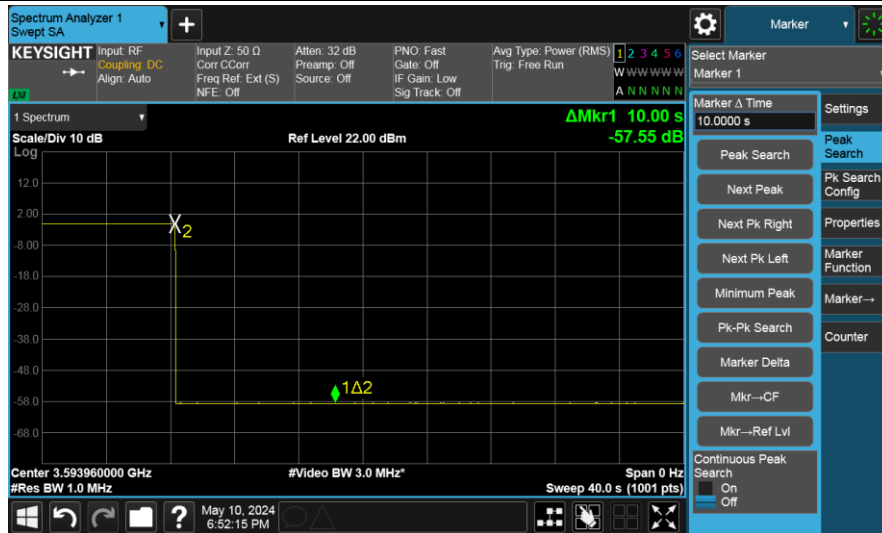 Spectrum Analyzer 1
Swept SA
Marker
KEYSIGHT
Input: RF
Coupling: DC
Align: Auto
Input Z: 50 Ω
Corr CCorr
Freq Ref: Ext (S)
NFE: Off
Atten: 32 dB
Preamp: Off
Source: Off
PNO: Fast
Gate: Off
IF Gain: Low
Sig Track: Off
Avg Type: Power (RMS)
Trig: Free Run
1 2 3 4 5 6
W W W W W W
A N N N N N
LXI
Select Marker
Marker 1
Marker Δ Time
10.0000 s
Peak Search
Next Peak
Next Pk Right
Next Pk Left
Minimum Peak
Pk-Pk Search
Marker Delta
Mkr→CF
Mkr→Ref Lvl
Continuous Peak
Search
On
Off
Settings
Peak
Search
Pk Search
Config
Properties
Marker
Function
Marker→
Counter
1 Spectrum
Scale/Div 10 dB
Ref Level 22.00 dBm
ΔMkr1 10.00 s
-57.55 dB
Log
12.0
2.00
-8.00
-18.0
-28.0
-38.0
-48.0
-58.0
-68.0
2
1Δ2
Center 3.593960000 GHz
#Res BW 1.0 MHz
#Video BW 3.0 MHz*
Span 0 Hz
Sweep 40.0 s (1001 pts)
?
May 10, 2024
6:52:15 PM